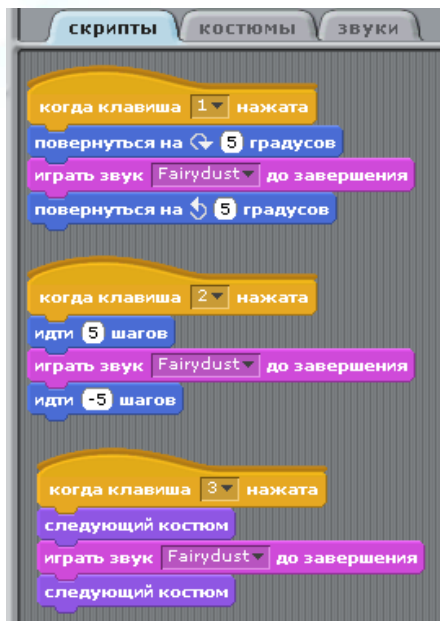 скрипты костюмы звуки
когда клавиша 1 нажата
повернуться на 5 градусов
играть звук Fairydust до завершения
повернуться на 5 градусов
когда клавиша 2 нажата
идти 5 шагов
играть звук Fairydust до завершения
идти -5 шагов
когда клавиша 3 нажата
следующий костюм
играть звук Fairydust до завершения
следующий костюм